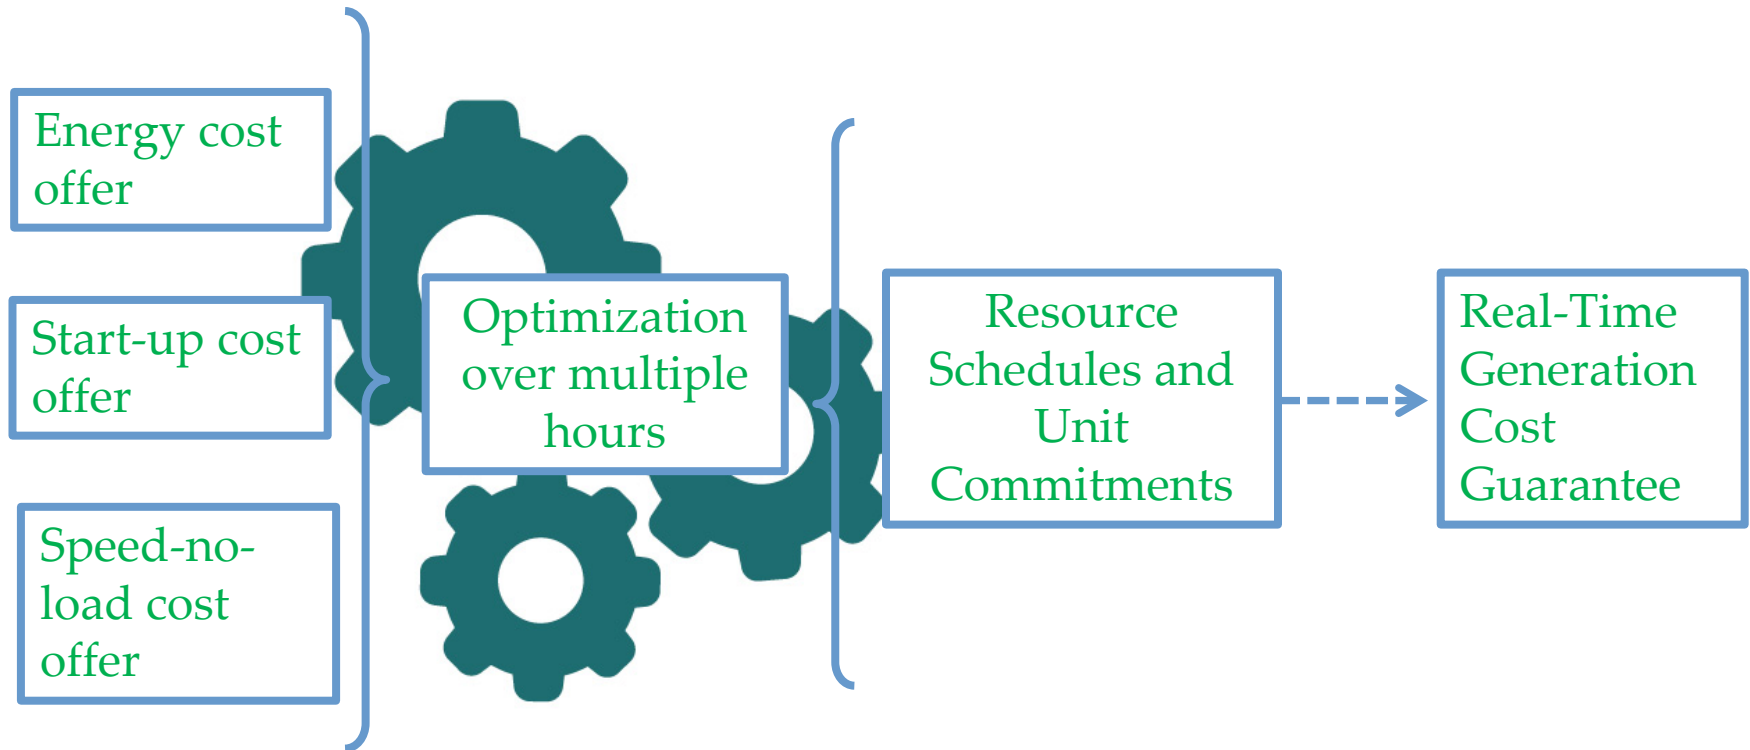 Energy cost
offer
Start-up cost
offer
Speed-no-
load cost
offer
Optimization
over multiple
hours
Resource
Schedules and
Unit
Commitments
Real-Time
Generation
Cost
Guarantee